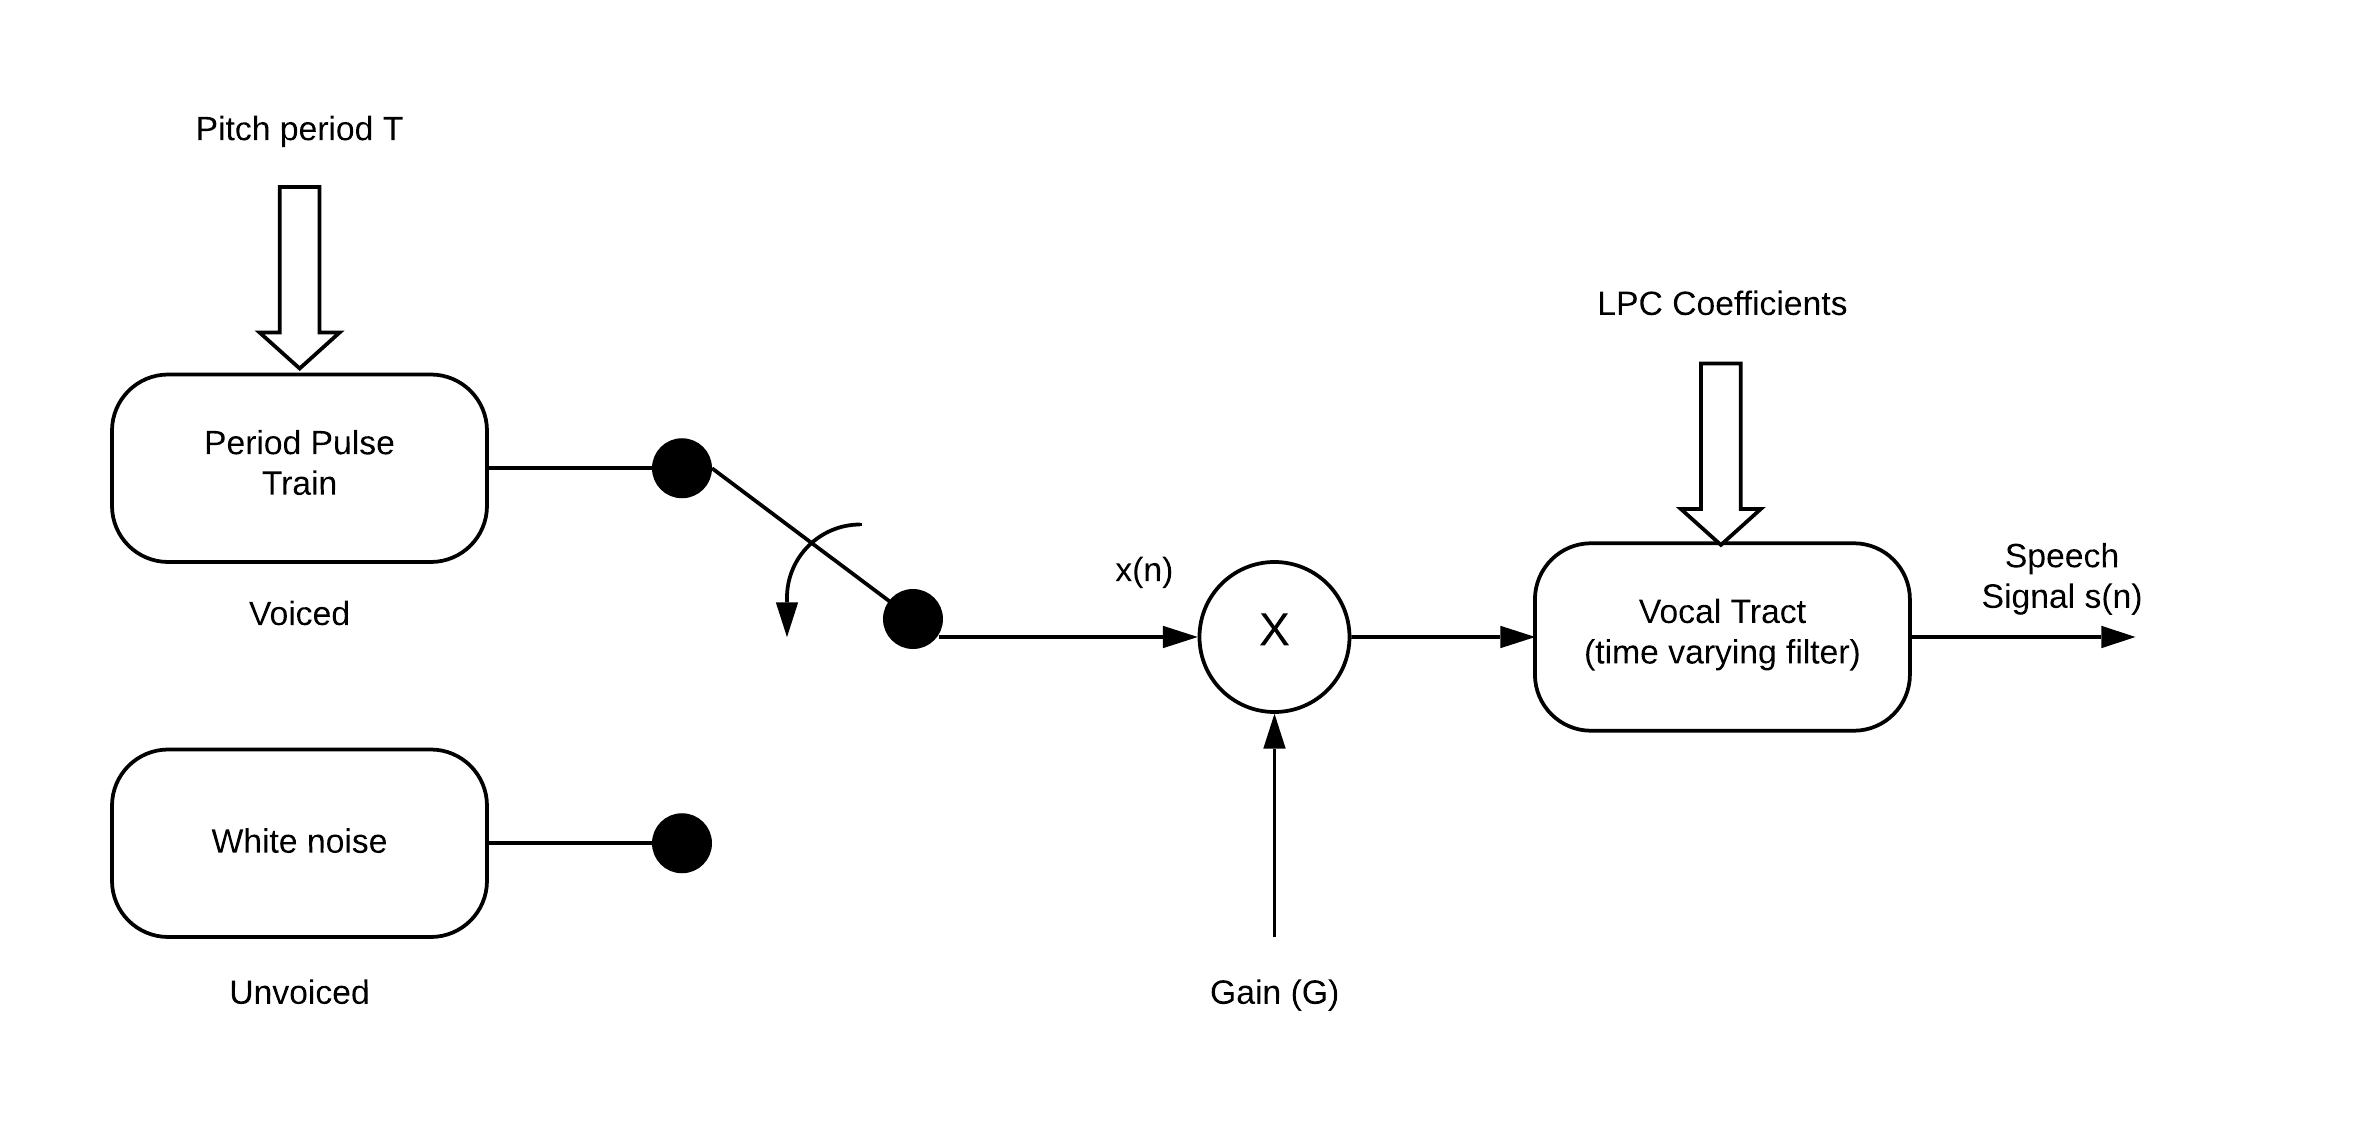 Pitch period T
Period Pulse
Train
Voiced
White noise
Unvoiced
x(n)
X
Gain (G)
LPC Coefficients
Vocal Tract
(time varying filter)
Speech
Signal s(n)